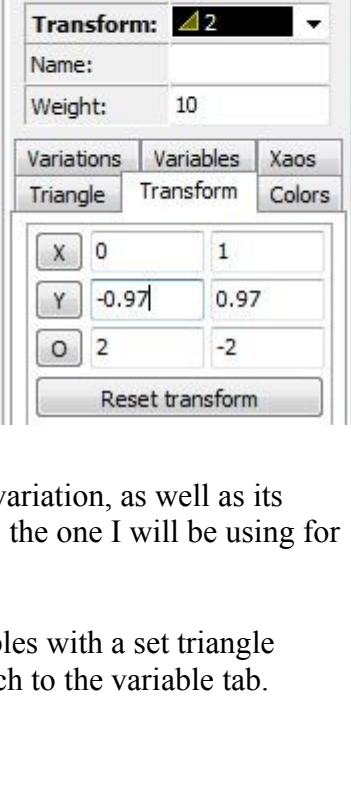 Transform: 2
Name:
Weight: 10
Variations Variables Xaos
Triangle Transform Colors
X 0 1
Y -0.97 0.97
O 2 -2
Reset transform
variation, as well as its
the one I will be using for
les with a set triangle
to the variable tab.